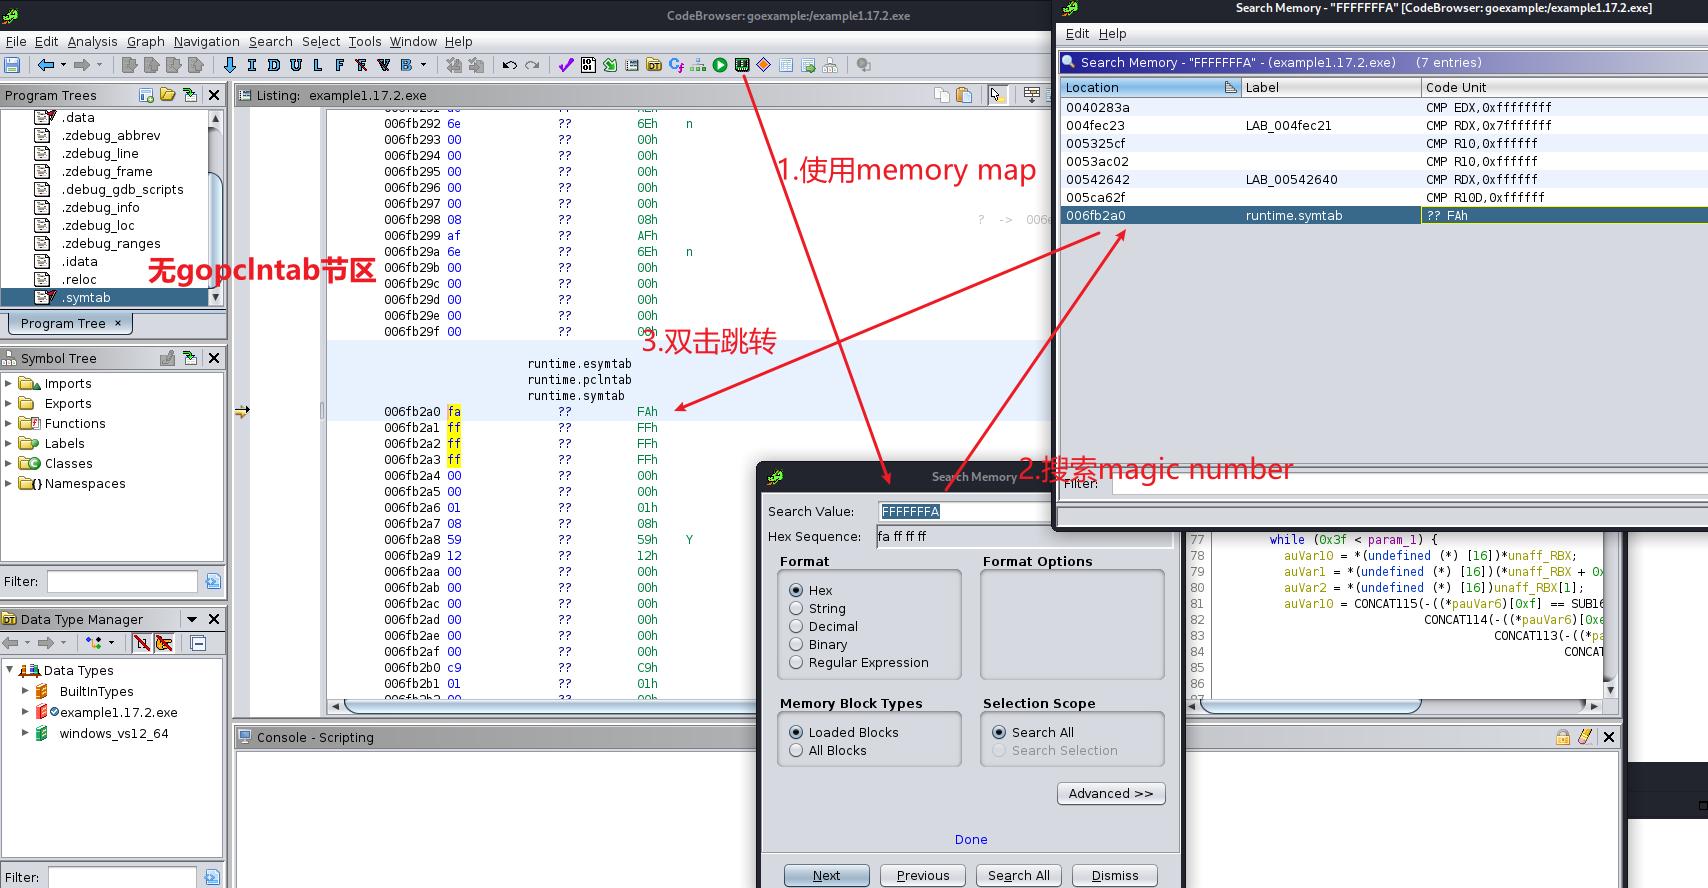 CodeBrowser: goexample:/example1.17.2.exe
File Edit Analysis Graph Navigation Search Select Tools Window Help
I D U L F B
Program Trees
.data
.zdebug_abbrev
.zdebug_line
.zdebug_frame
.debug_gdb_scripts
.zdebug_info
.zdebug_loc
.zdebug_ranges
.idata
.reloc
.symtab
无gopclntab节区
Program Tree ×
Symbol Tree
Imports
Exports
Functions
Labels
Classes
Namespaces
Filter:
Data Type Manager
Data Types
BuiltInTypes
example1.17.2.exe
windows_vs12_64
Filter:
Listing: example1.17.2.exe
006fb292 6e ?? 6Eh n
006fb293 00 ?? 00h
006fb294 00 ?? 00h
006fb295 00 ?? 00h
006fb296 00 ?? 00h
006fb297 00 ?? 00h
006fb298 08 ?? 08h ? -> 006e
006fb299 af ?? AFh
006fb29a 6e ?? 6Eh n
006fb29b 00 ?? 00h
006fb29c 00 ?? 00h
006fb29d 00 ?? 00h
006fb29e 00 ?? 00h
006fb29f 00 ?? 00h
runtime.esymtab
runtime.pclntab
runtime.symtab
006fb2a0 fa ?? FAh
006fb2a1 ff ?? FFh
006fb2a2 ff ?? FFh
006fb2a3 ff ?? FFh
006fb2a4 00 ?? 00h
006fb2a5 00 ?? 00h
006fb2a6 01 ?? 01h
006fb2a7 08 ?? 08h
006fb2a8 59 ?? 59h Y
006fb2a9 12 ?? 12h
006fb2aa 00 ?? 00h
006fb2ab 00 ?? 00h
006fb2ac 00 ?? 00h
006fb2ad 00 ?? 00h
006fb2ae 00 ?? 00h
006fb2af 00 ?? 00h
006fb2b0 c9 ?? C9h
006fb2b1 01 ?? 01h
1.使用memory map
3.双击跳转
2.搜索magic number
Console - Scripting
Search Memory - "FFFFFFFA" [CodeBrowser: goexample:/example1.17.2.exe]
Edit Help
Search Memory - "FFFFFFFA" - (example1.17.2.exe) (7 entries)
Location Label Code Unit
0040283a CMP EDX,0xffffffff
004fec23 LAB_004fec21 CMP RDX,0x7fffffff
005325cf CMP R10,0xffffff
0053ac02 CMP R10,0xffffff
00542642 LAB_00542640 CMP RDX,0xffffff
005ca62f CMP R10D,0xffffff
006fb2a0 runtime.symtab ?? FAh
Filter:
Search Memory
Search Value: FFFFFFFA
Hex Sequence: fa ff ff ff
Format
Hex
String
Decimal
Binary
Regular Expression
Format Options
Memory Block Types
Loaded Blocks
All Blocks
Selection Scope
Search All
Search Selection
Advanced >>
Done
Next Previous Search All Dismiss
77 while (0x3f < param_1) {
78 auVar10 = *(undefined (*) [16])*unaff_RBX;
79 auVar1 = *(undefined (*) [16])(*unaff_RBX + 0x
80 auVar2 = *(undefined (*) [16])unaff_RBX[1];
81 auVar10 = CONCAT115(-((*pauVar6)[0xf] == SUB16
82 CONCAT114(-((*pauVar6)[0xe
83 CONCAT113(-((*pa
84 CONCAT
85
86